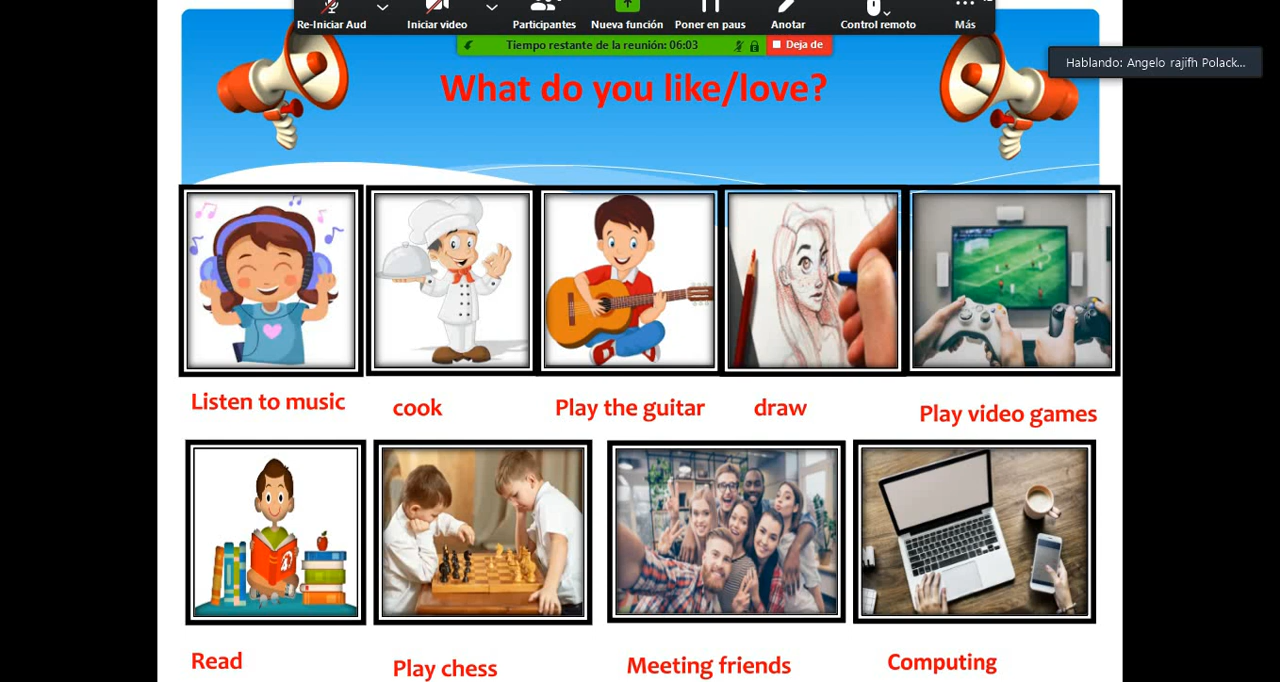 Re-Iniciar Aud
Iniciar video
Participantes
Nueva función
Poner en paus
Anotar
Control remoto
Más
Tiempo restante de la reunión: 06:03
Deja de
Hablando: Angelo rajifh Polack...
What do you like/love?
Listen to music
cook
Play the guitar
draw
Play video games
Read
Play chess
Meeting friends
Computing